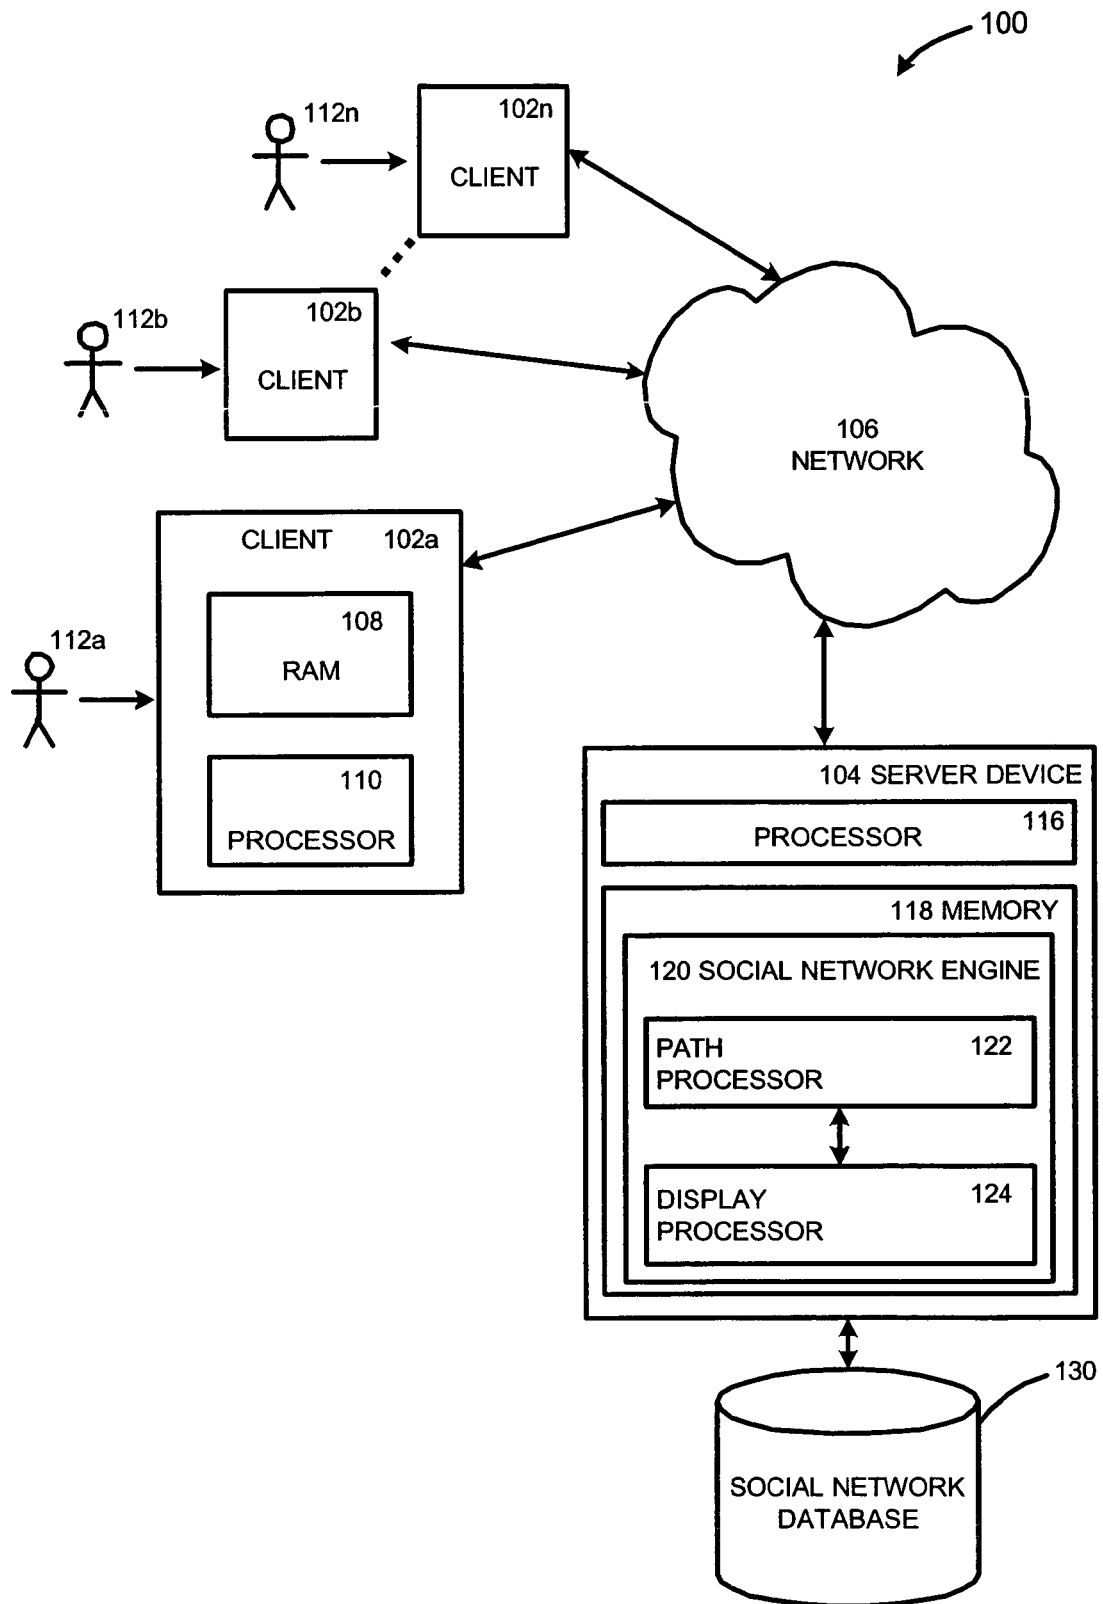 100
112n
102n
CLIENT
112b
102b
CLIENT
106
NETWORK
CLIENT 102a
108
RAM
112a
110
PROCESSOR
104 SERVER DEVICE
116
PROCESSOR
118 MEMORY
120 SOCIAL NETWORK ENGINE
PATH 122
PROCESSOR
DISPLAY 124
PROCESSOR
130
SOCIAL NETWORK
DATABASE